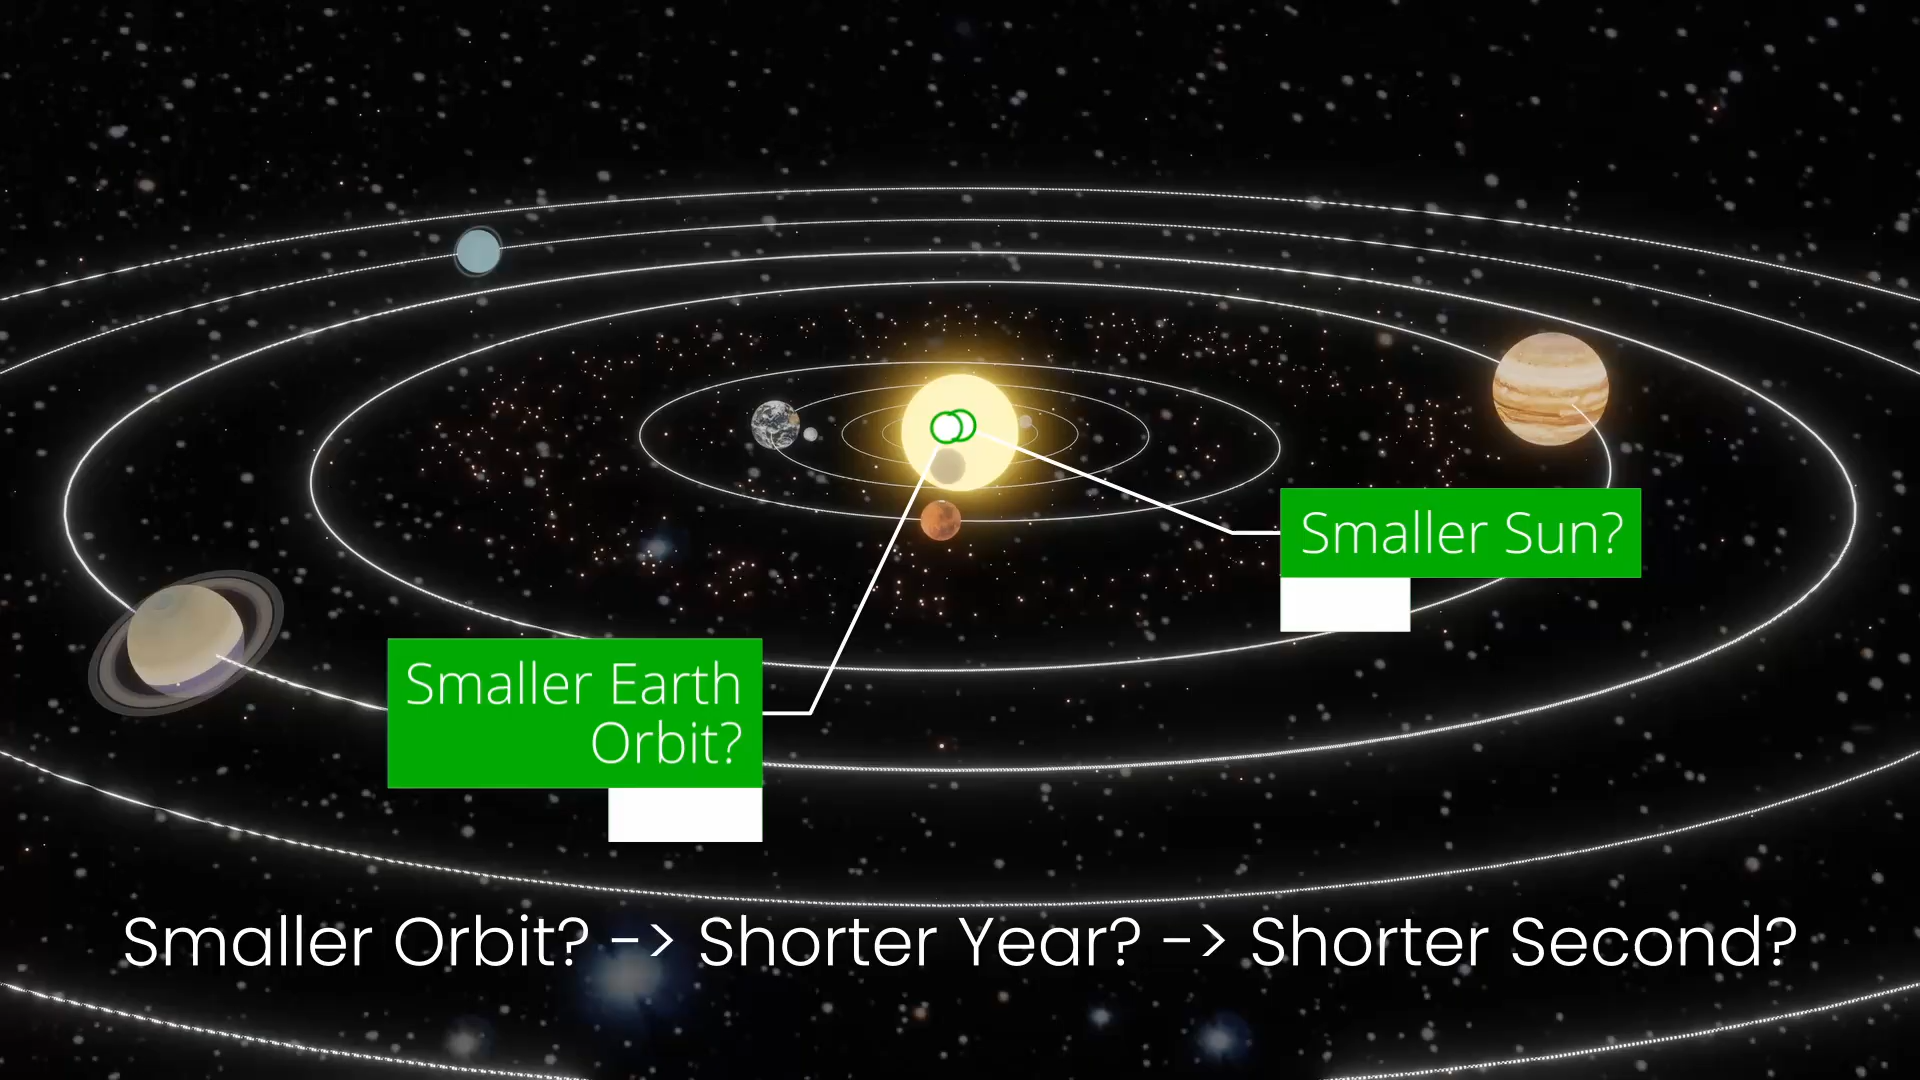 Smaller Sun?
Smaller Earth
Orbit?
Smaller Orbit? -> Shorter Year? -> Shorter Second?